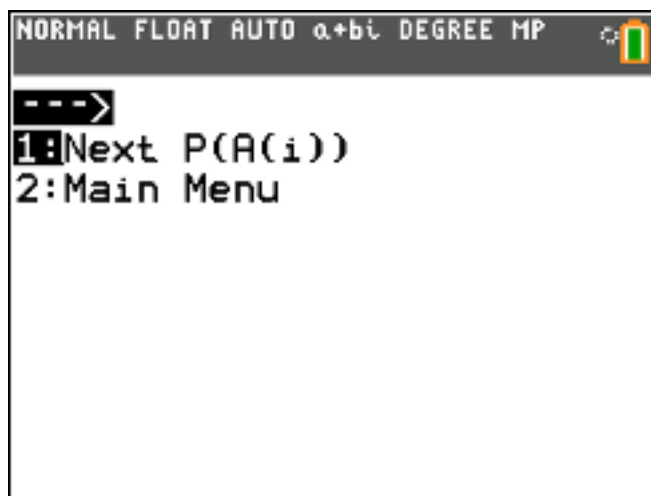 NORMAL FLOAT AUTO a+bi DEGREE MP
--->
1:Next P(A(i))
2:Main Menu